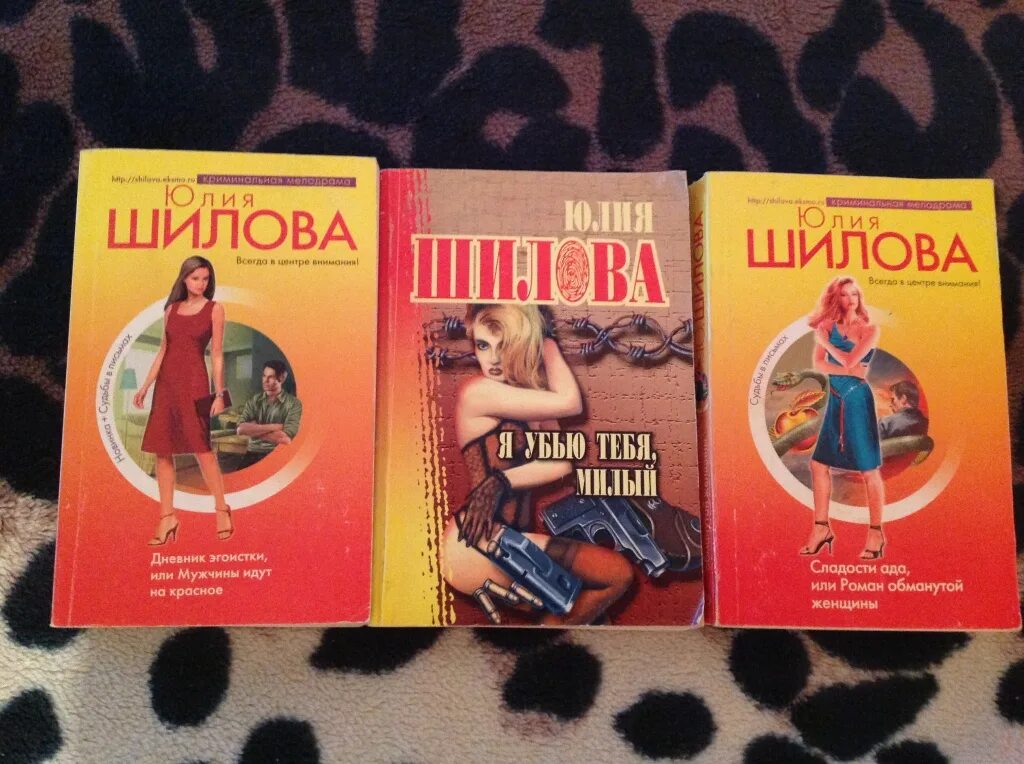 http://shilova.eksmo.ru криминальная мелодрама
Юлия
ШИЛОВА
Всегда в центре внимания!
Новинка + Судьбы в письмах
Дневник эгоистки,
или Мужчины идут
на красное
ЮЛИЯ
ШИЛОВА
Я УБЬЮ ТЕБЯ,
МИЛЫЙ
ШИЛОВА
http://shilova.eksmo.ru криминальная мелодрама
Юлия
ШИЛОВА
Всегда в центре внимания!
Судьбы в письмах
Сладости ада,
или Роман обманутой
женщины